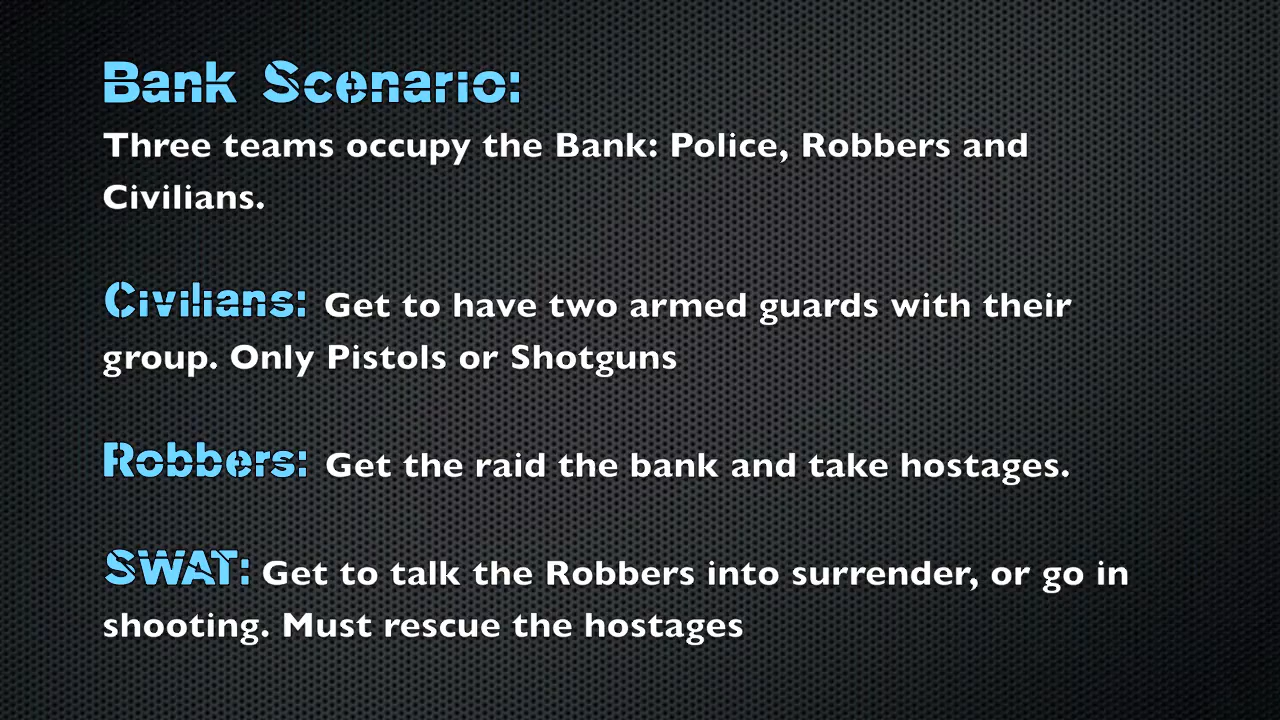 Bank Scenario:
Three teams occupy the Bank: Police, Robbers and
Civilians.
Civilians: Get to have two armed guards with their
group. Only Pistols or Shotguns
Robbers: Get the raid the bank and take hostages.
SWAT: Get to talk the Robbers into surrender, or go in
shooting. Must rescue the hostages